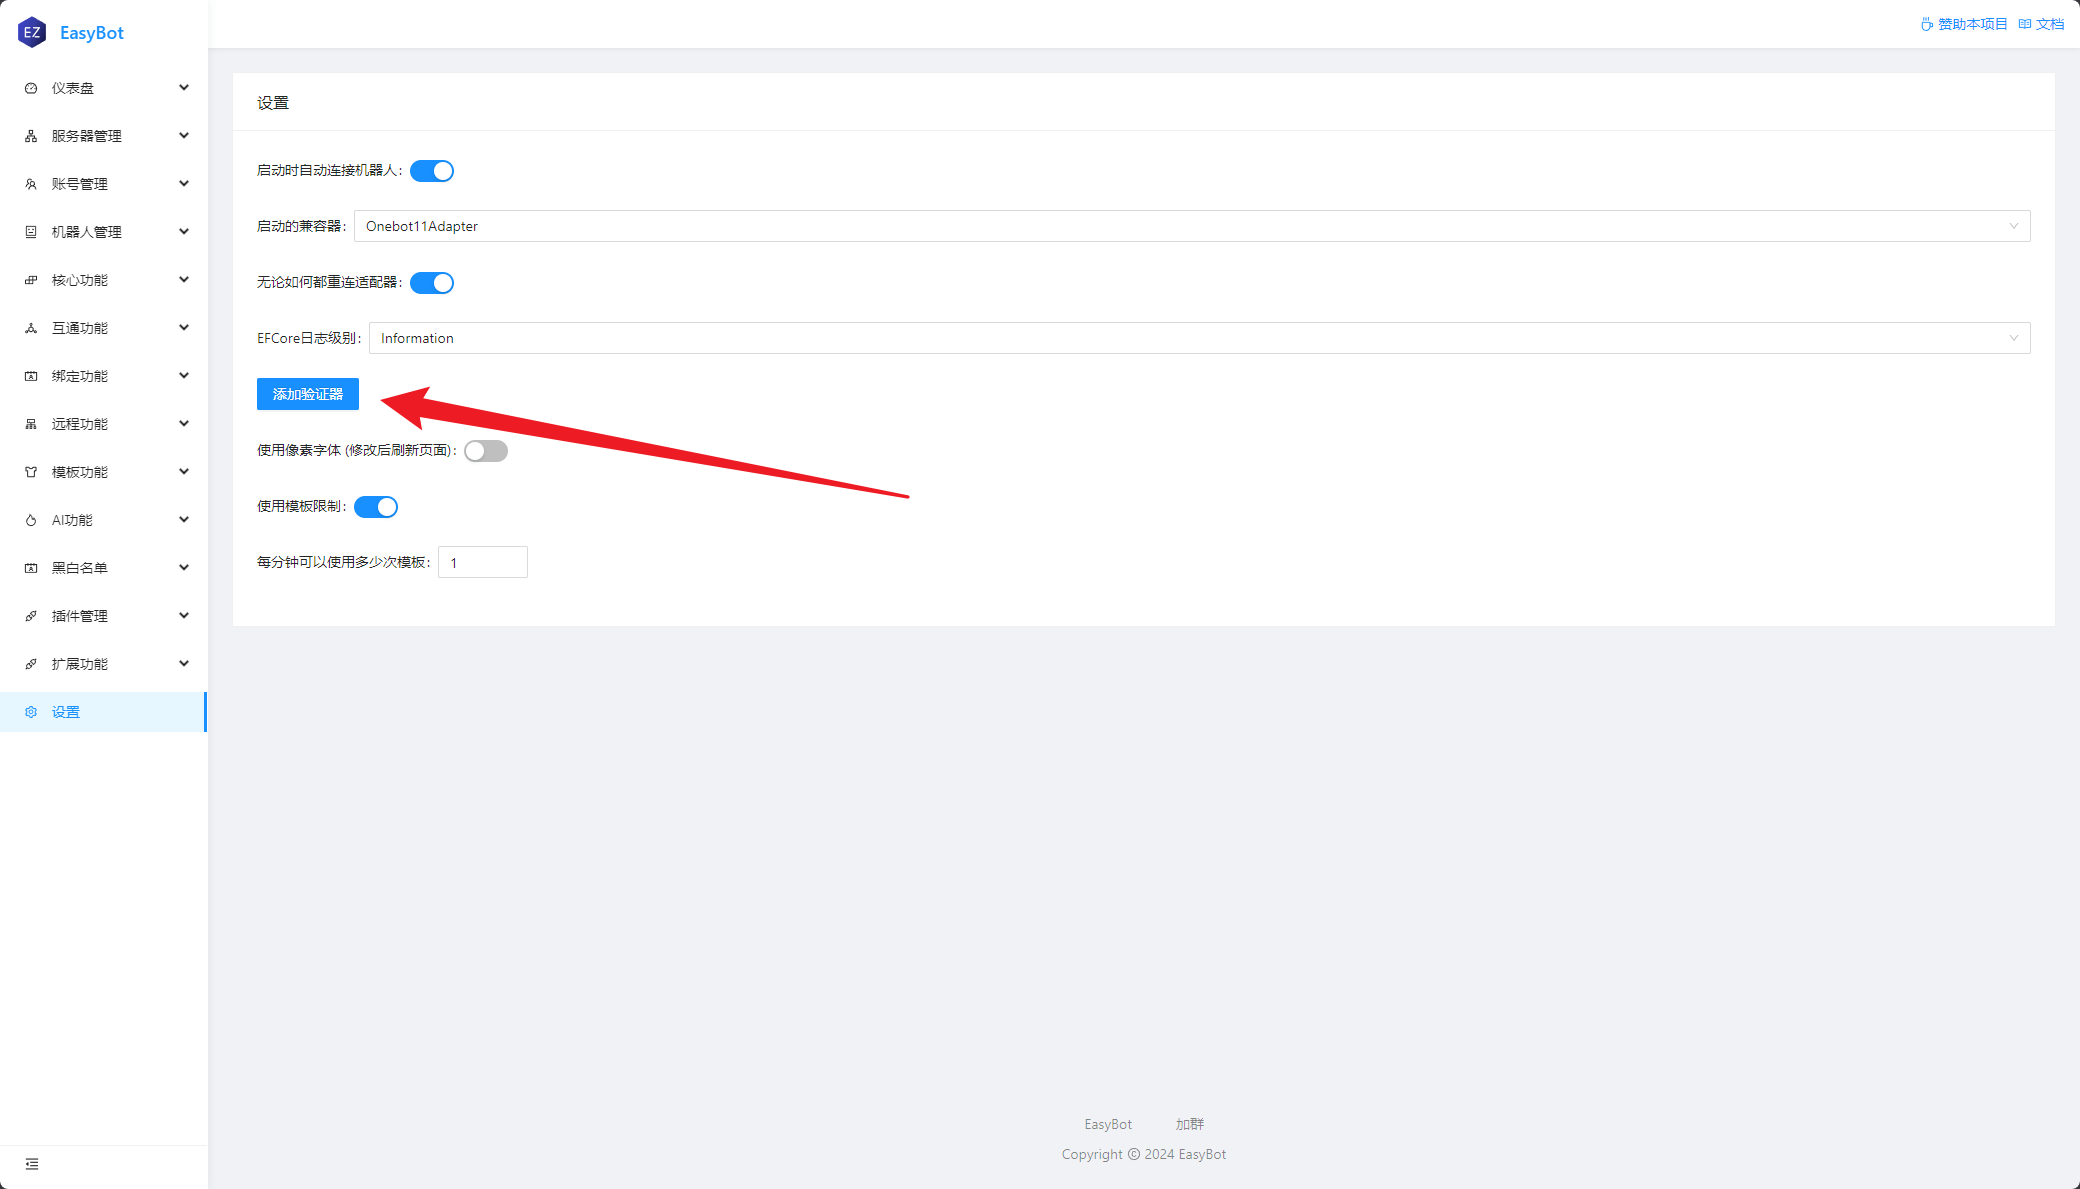 EZ EasyBot
赞助本项目 文档
仪表盘
服务器管理
账号管理
机器人管理
核心功能
互通功能
绑定功能
远程功能
模板功能
AI功能
黑白名单
插件管理
扩展功能
设置
设置
启动时自动连接机器人：
启动的兼容器： Onebot11Adapter
无论如何都重连适配器：
EFCore日志级别： Information
添加验证器
使用像素字体 (修改后刷新页面)：
使用模板限制：
每分钟可以使用多少次模板： 1
EasyBot 加群
Copyright © 2024 EasyBot